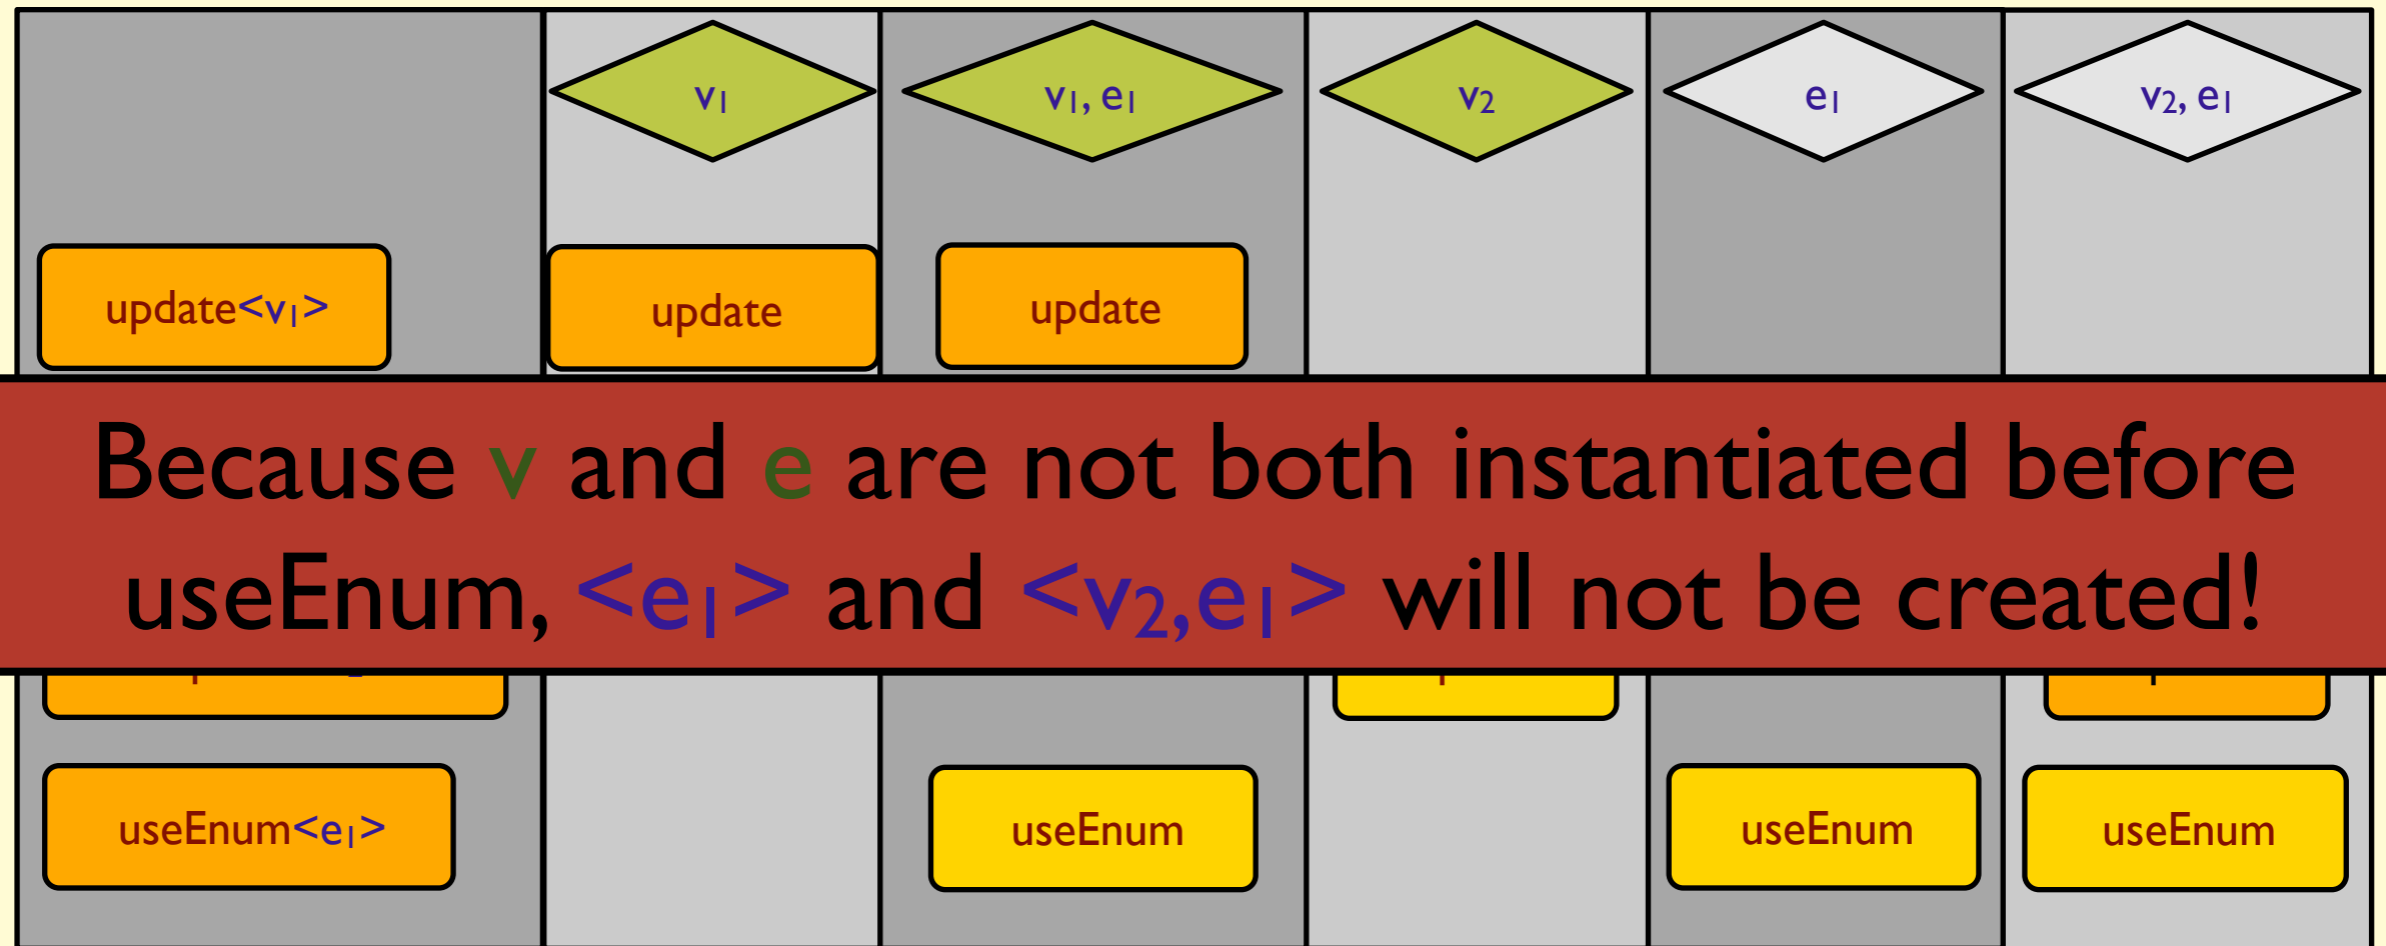 v₁
v₁, e₁
v₂
e₁
v₂, e₁
update<v₁>
update
update
Because v and e are not both instantiated before
useEnum, <e₁> and <v₂,e₁> will not be created!
useEnum<e₁>
useEnum
useEnum
useEnum